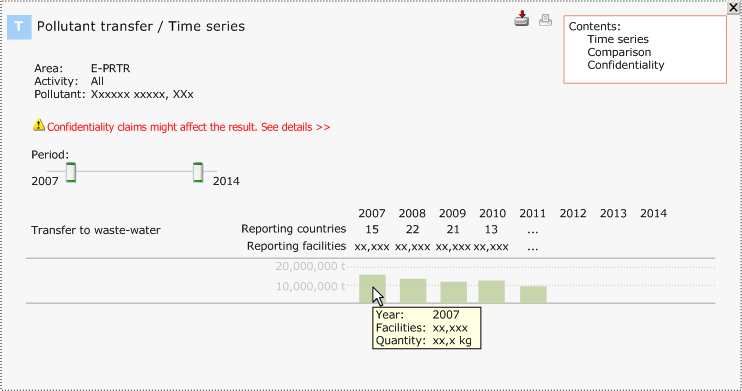 T Pollutant transfer / Time series
Contents:
Time series
Comparison
Confidentiality
Area: E-PRTR
Activity: All
Pollutant: Xxxxxx xxxxx, XXx
Confidentiality claims might affect the result. See details >>
Period:
2007 2014
2007 2008 2009 2010 2011 2012 2013 2014
Transfer to waste-water Reporting countries 15 22 21 13 ...
Reporting facilities xx,xxx xx,xxx xx,xxx xx,xxx ...
20,000,000 t
10,000,000 t
Year: 2007
Facilities: xx,xxx
Quantity: xx,x kg